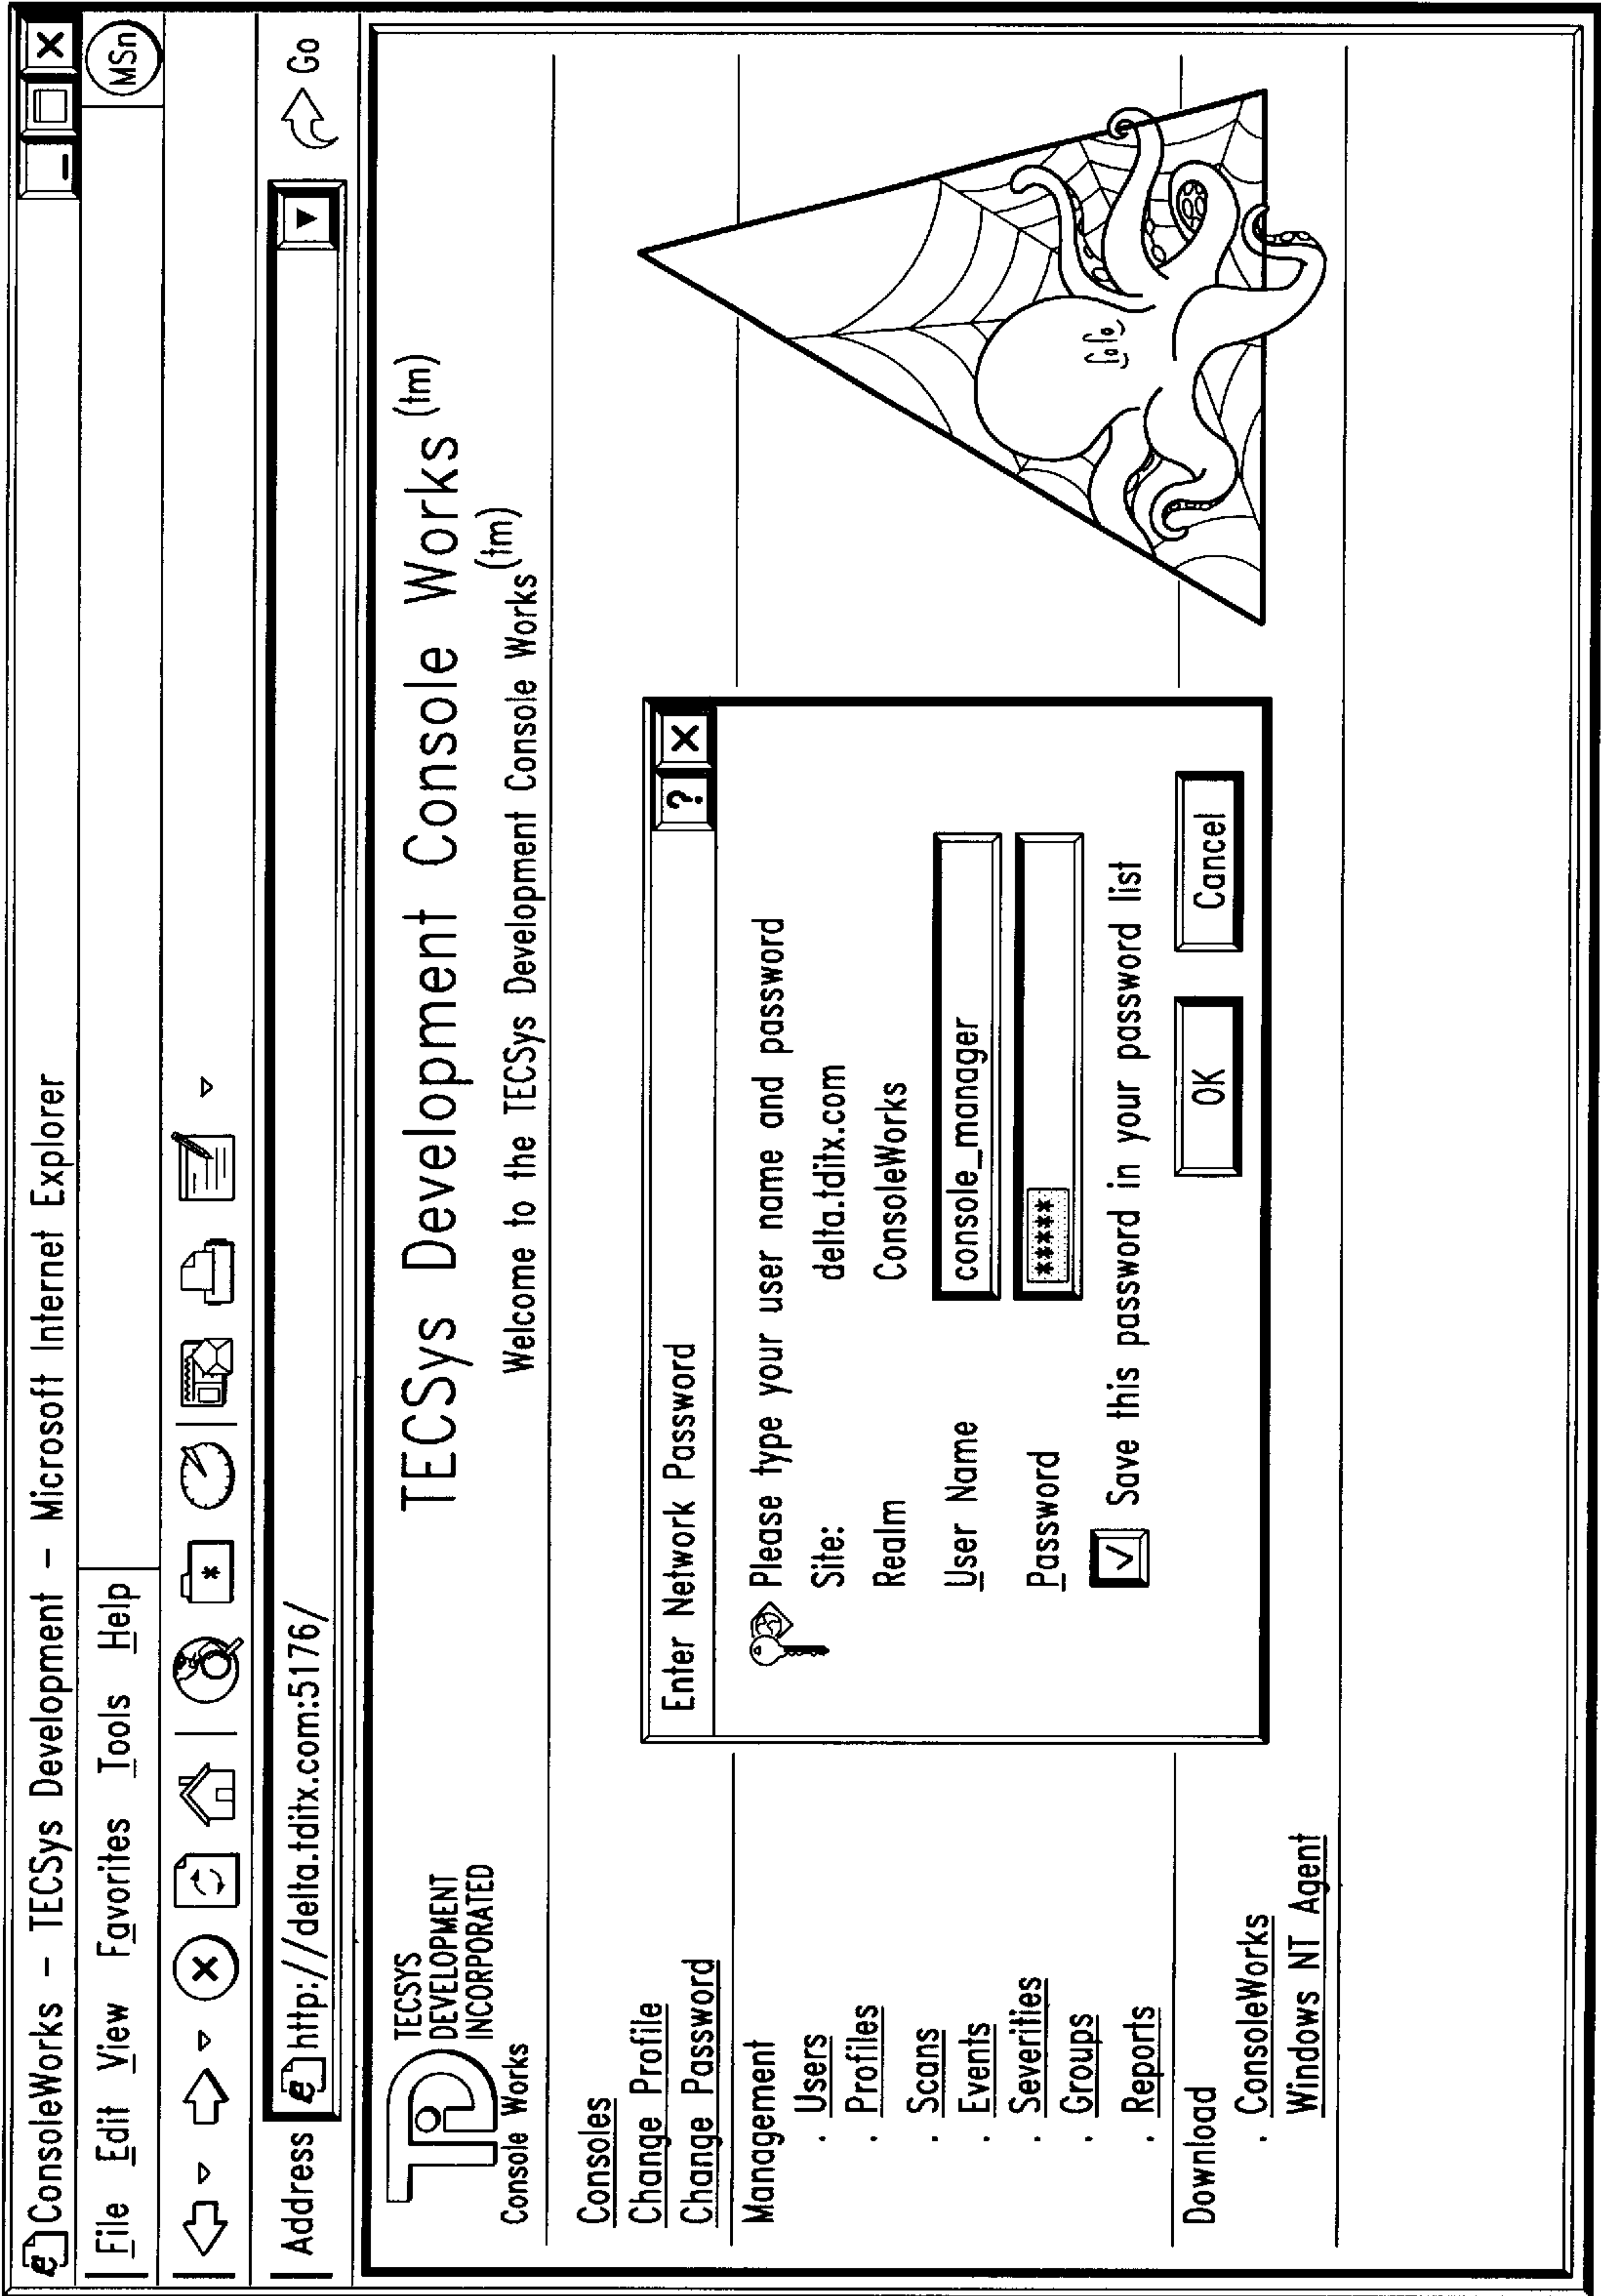 ConsoleWorks – TECSys Development – Microsoft Internet Explorer
File Edit View Favorites Tools Help
MSn
Address http://delta.tditx.com:5176/ Go
TECSYS
DEVELOPMENT
INCORPORATED
Console Works
TECSys Development Console Works (tm)
Welcome to the TECSys Development Console Works (tm)
Consoles
Change Profile
Change Password
Management
· Users
· Profiles
· Scans
· Events
· Severities
· Groups
· Reports
Download
· ConsoleWorks
Windows NT Agent
Enter Network Password
? X
Please type your user name and password
Site: delta.tditx.com
Realm ConsoleWorks
User Name console_manager
Password *****
Save this password in your password list
OK Cancel